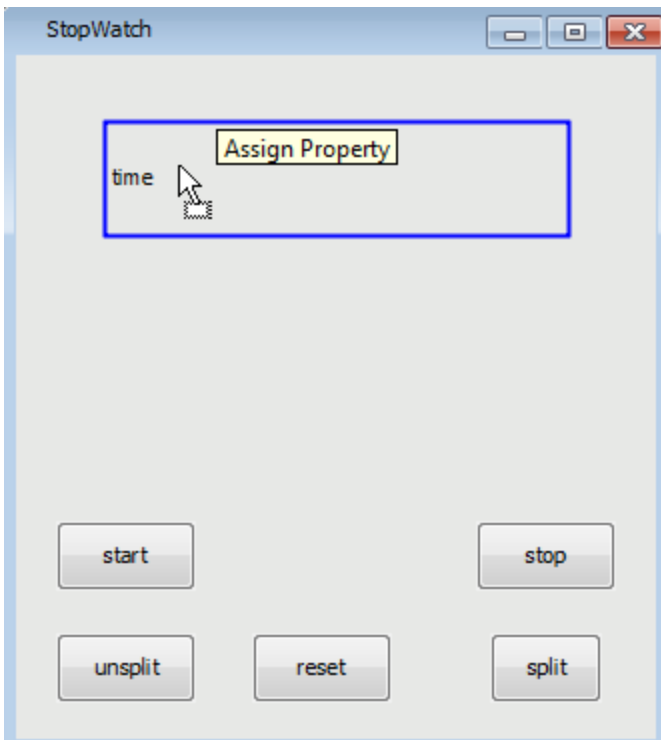 StopWatch
Assign Property
time
start
stop
unsplit
reset
split